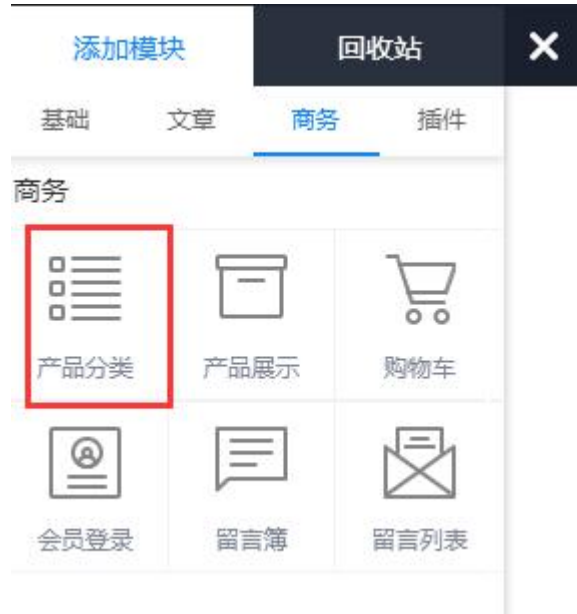 添加模块 回收站
基础 文章 商务 插件
商务
产品分类 产品展示 购物车
会员登录 留言簿 留言列表